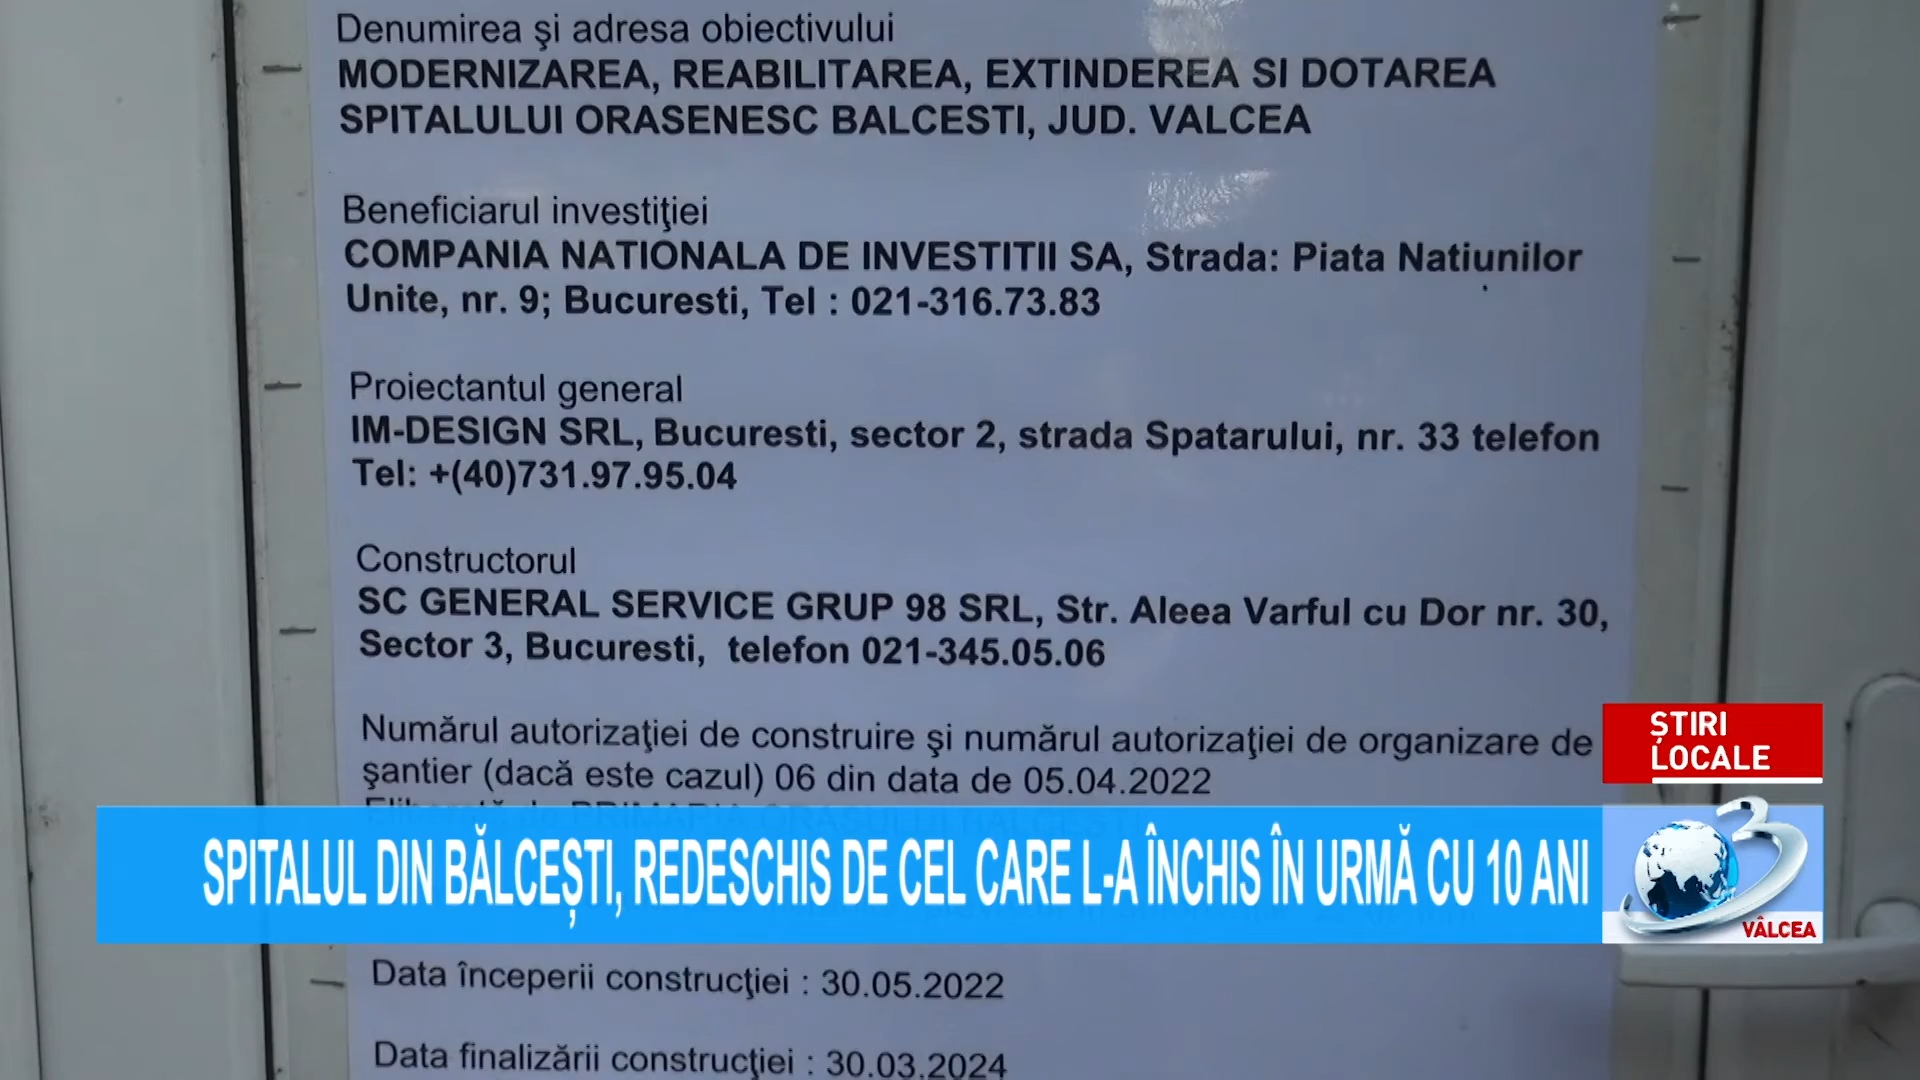 Denumirea şi adresa obiectivului
MODERNIZAREA, REABILITAREA, EXTINDEREA SI DOTAREA
SPITALULUI ORASENESC BALCESTI, JUD. VALCEA
Beneficiarul investiţiei
COMPANIA NATIONALA DE INVESTITII SA, Strada: Piata Natiunilor
Unite, nr. 9; Bucuresti, Tel : 021-316.73.83
Proiectantul general
IM-DESIGN SRL, Bucuresti, sector 2, strada Spatarului, nr. 33 telefon
Tel: +(40)731.97.95.04
Constructorul
SC GENERAL SERVICE GRUP 98 SRL, Str. Aleea Varful cu Dor nr. 30,
Sector 3, Bucuresti, telefon 021-345.05.06
Numărul autorizaţiei de construire şi numărul autorizaţiei de organizare de
şantier (dacă este cazul) 06 din data de 05.04.2022
Eliberată de PRIMARIA ORASULUI BALCESTI
ȘTIRI
LOCALE
SPITALUL DIN BĂLCEȘTI, REDESCHIS DE CEL CARE L-A ÎNCHIS ÎN URMĂ CU 10 ANI
3
VÂLCEA
Data începerii construcţiei : 30.05.2022
Data finalizării construcţiei : 30.03.2024